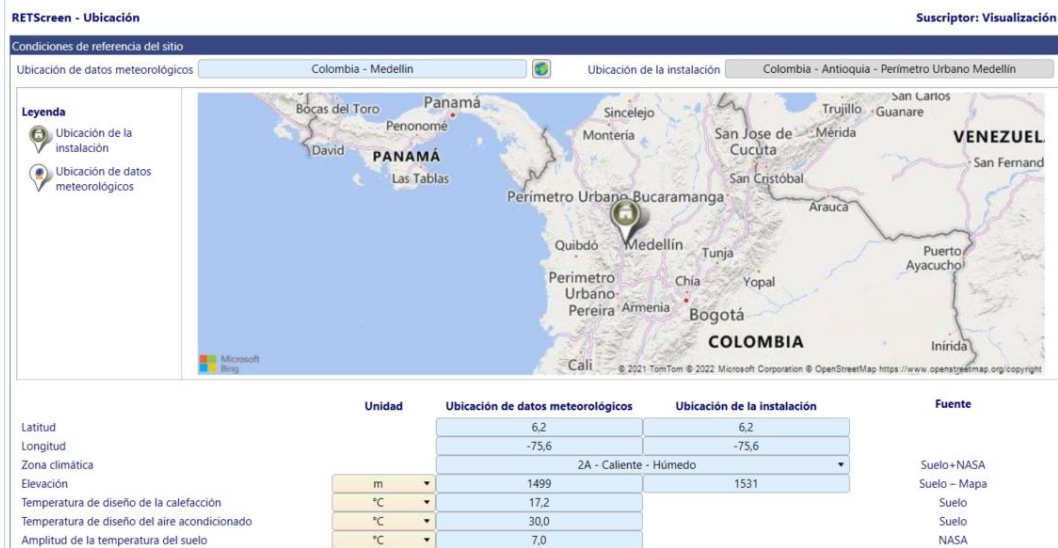 RETScreen - Ubicación Suscriptor: Visualización
Condiciones de referencia del sitio
Ubicación de datos meteorológicos Colombia - Medellin Ubicación de la instalación Colombia - Antioquia - Perímetro Urbano Medellín
Leyenda
Ubicación de la
instalación
Ubicación de datos
meteorológicos
Bocas del Toro
Panamá
Penonomé
David
PANAMÁ
Las Tablas
Sincelejo
Montería
San Jose de
Cucuta
San Cristóbal
Trujillo
Mérida
San Carlos
Guanare
VENEZUEL
San Fernand
Perímetro Urbano Bucaramanga
Arauca
Quibdó
Medellín
Tunja
Puerto
Ayacucho
Perimetro
Urbano
Pereira
Armenia
Chía
Yopal
Bogotá
COLOMBIA
Inirida
Cali
Microsoft
Bing
© 2021 TomTom © 2022 Microsoft Corporation © OpenStreetMap https://www.openstreetmap.org/copyright
Unidad Ubicación de datos meteorológicos Ubicación de la instalación Fuente
Latitud 6,2 6,2
Longitud -75,6 -75,6
Zona climática 2A - Caliente - Húmedo Suelo+NASA
Elevación m 1499 1531 Suelo – Mapa
Temperatura de diseño de la calefacción °C 17,2 Suelo
Temperatura de diseño del aire acondicionado °C 30,0 Suelo
Amplitud de la temperatura del suelo °C 7,0 NASA